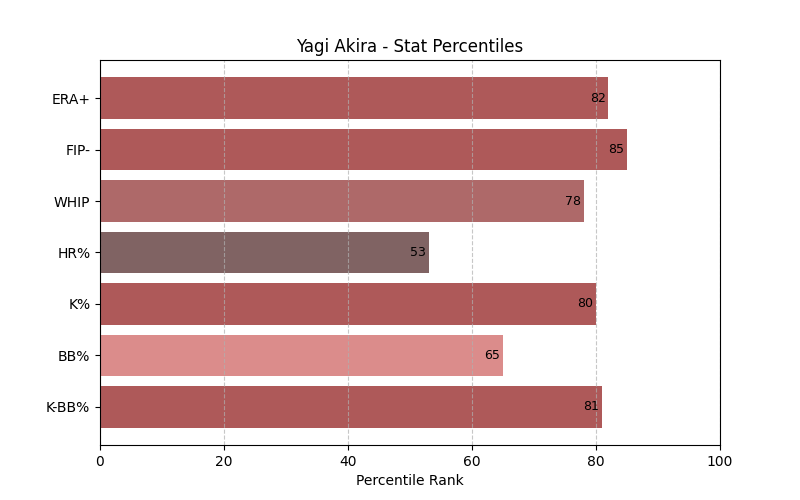 Yagi Akira - Stat Percentiles
ERA+ 82
FIP- 85
WHIP 78
HR% 53
K% 80
BB% 65
K-BB% 81
0 20 40 60 80 100
Percentile Rank